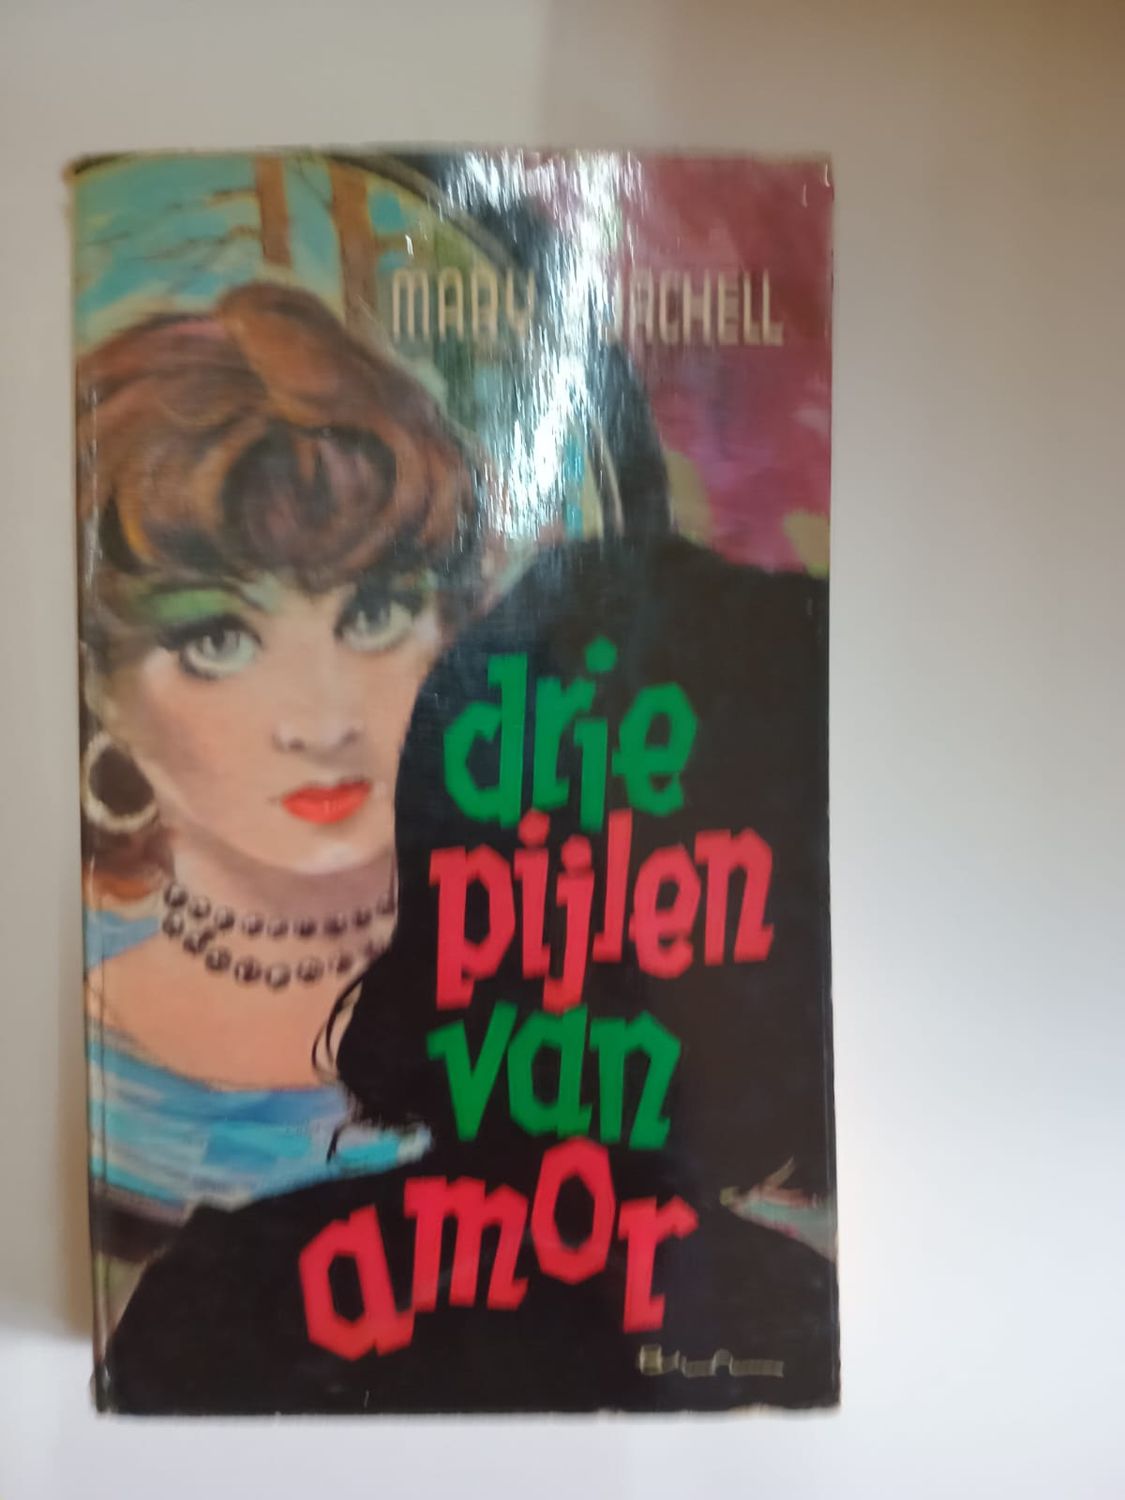 MARY
drie
pijlen
van
amor